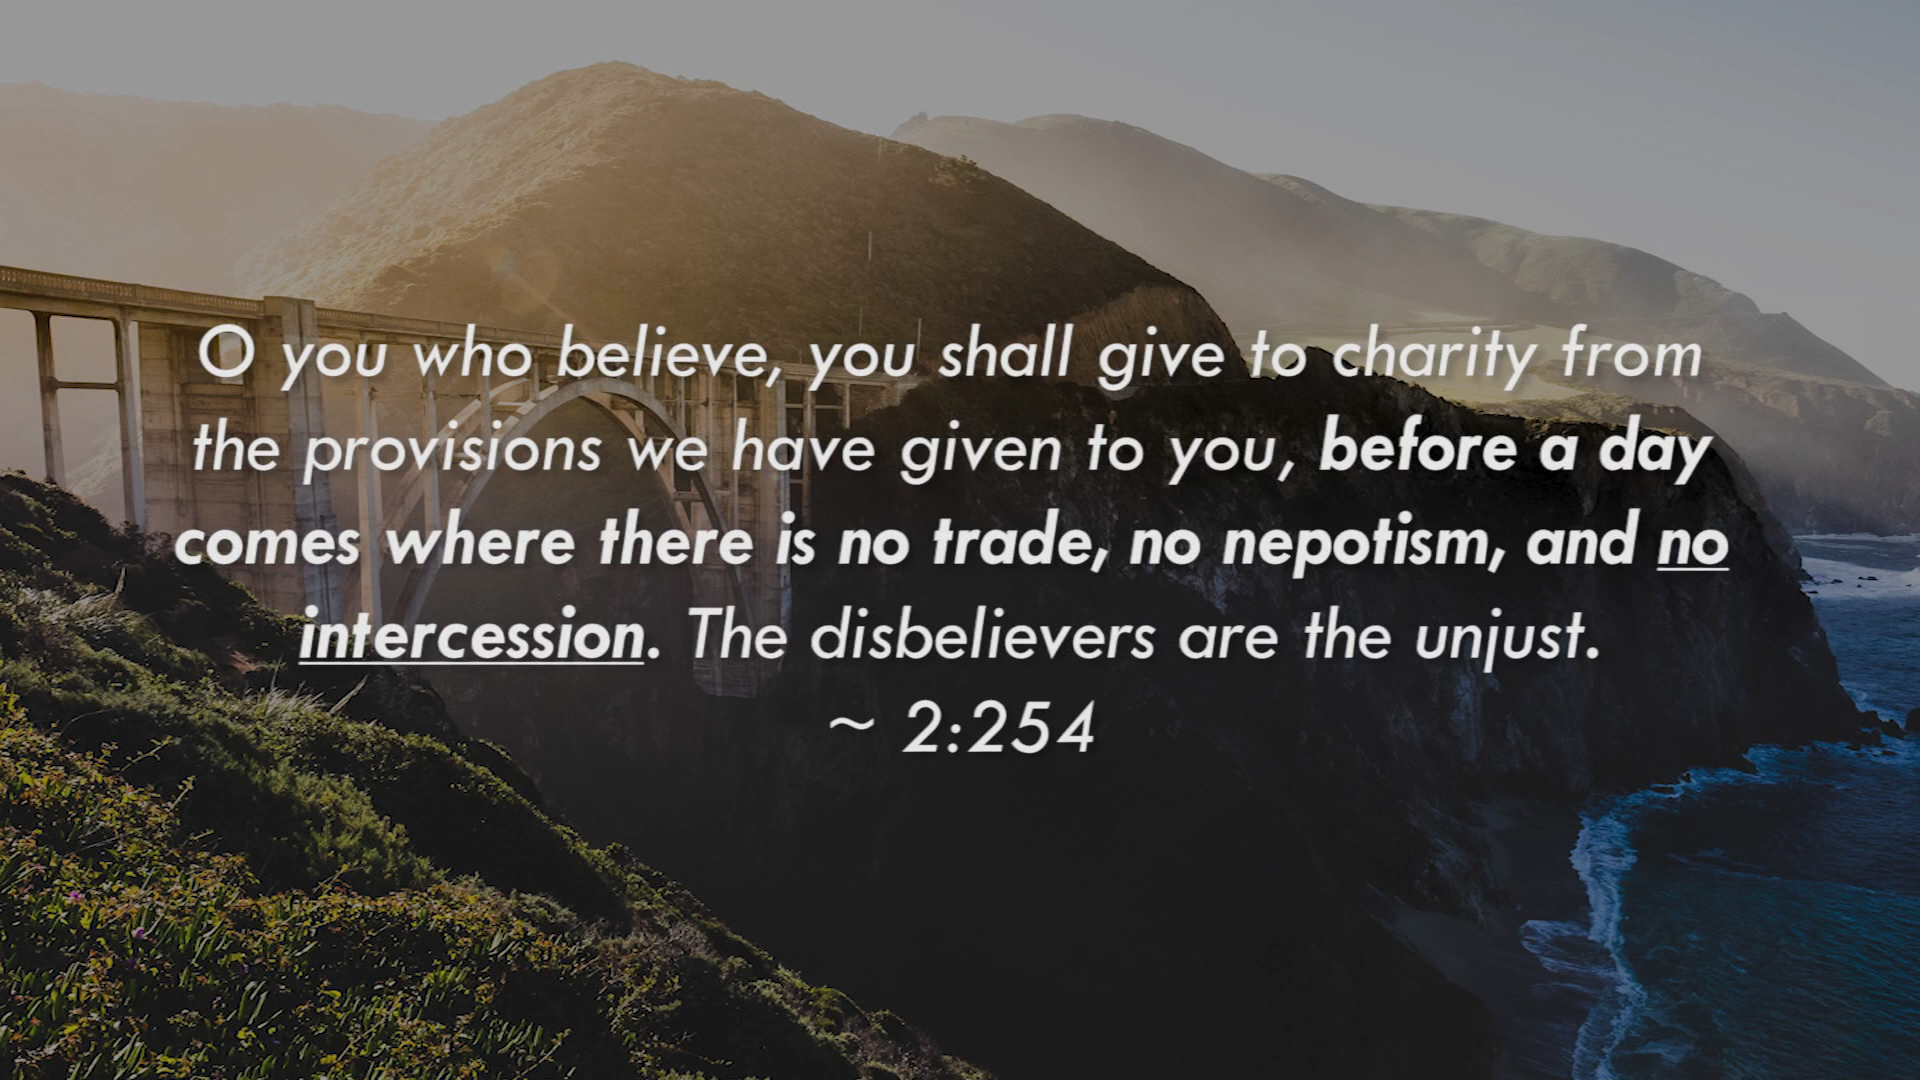 O you who believe, you shall give to charity from
the provisions we have given to you, before a day
comes where there is no trade, no nepotism, and no
intercession. The disbelievers are the unjust.
~ 2:254